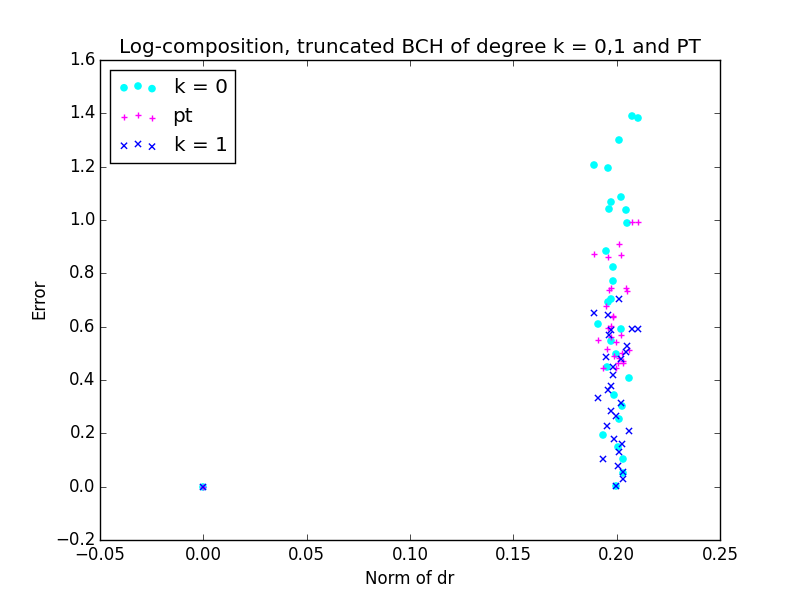 Log-composition, truncated BCH of degree k = 0,1 and PT
k = 0
pt
k = 1
1.6
1.4
1.2
1.0
0.8
0.6
0.4
0.2
0.0
−0.2
Error
−0.05
0.00
0.05
0.10
0.15
0.20
0.25
Norm of dr